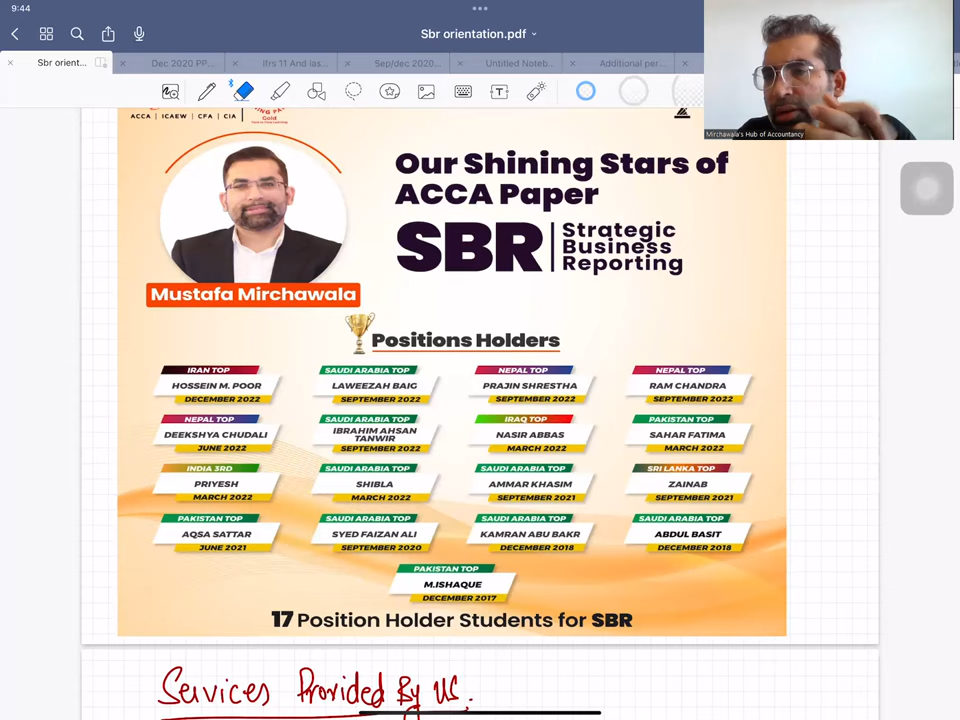 9:44
Sbr orientation.pdf
Sbr orient...
Dec 2020 PP...
ifrs 11 And las...
Sep/dec 2020...
Untitled Noteb...
Additional per...
Mirchawala's Hub of Accountancy
ACCA | ICAEW | CFA | CIA
Gold
Our Shining Stars of
ACCA Paper
SBR
Strategic
Business
Reporting
Mustafa Mirchawala
Positions Holders
IRAN TOP
HOSSEIN M. POOR
DECEMBER 2022
SAUDI ARABIA TOP
LAWEEZAH BAIG
SEPTEMBER 2022
NEPAL TOP
PRAJIN SHRESTHA
SEPTEMBER 2022
NEPAL TOP
RAM CHANDRA
SEPTEMBER 2022
NEPAL TOP
DEEKSHYA CHUDALI
JUNE 2022
SAUDI ARABIA TOP
IBRAHIM AHSAN
TANWIR
SEPTEMBER 2022
IRAQ TOP
NASIR ABBAS
MARCH 2022
PAKISTAN TOP
SAHAR FATIMA
MARCH 2022
INDIA 3RD
PRIYESH
MARCH 2022
SAUDI ARABIA TOP
SHIBLA
MARCH 2022
SAUDI ARABIA TOP
AMMAR KHASIM
SEPTEMBER 2021
SRI LANKA TOP
ZAINAB
SEPTEMBER 2021
PAKISTAN TOP
AQSA SATTAR
JUNE 2021
SAUDI ARABIA TOP
SYED FAIZAN ALI
SEPTEMBER 2020
SAUDI ARABIA TOP
KAMRAN ABU BAKR
DECEMBER 2018
SAUDI ARABIA TOP
ABDUL BASIT
DECEMBER 2018
PAKISTAN TOP
M.ISHAQUE
DECEMBER 2017
17 Position Holder Students for SBR
Services Provided By US.